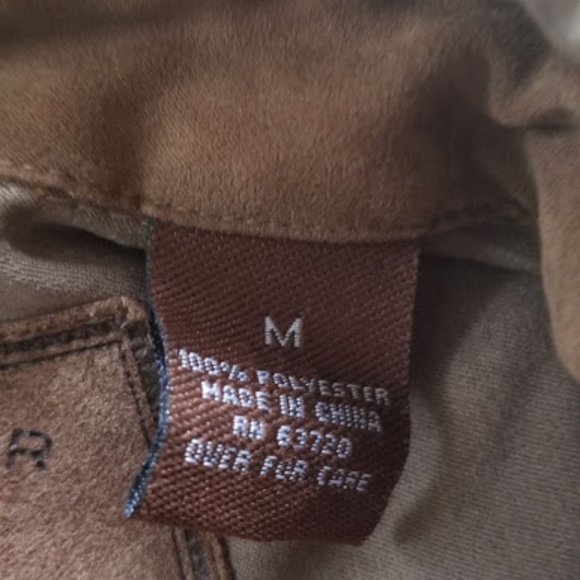 M
100% POLYESTER
MADE IN CHINA
RN 63720
OVER FOR CARE
R